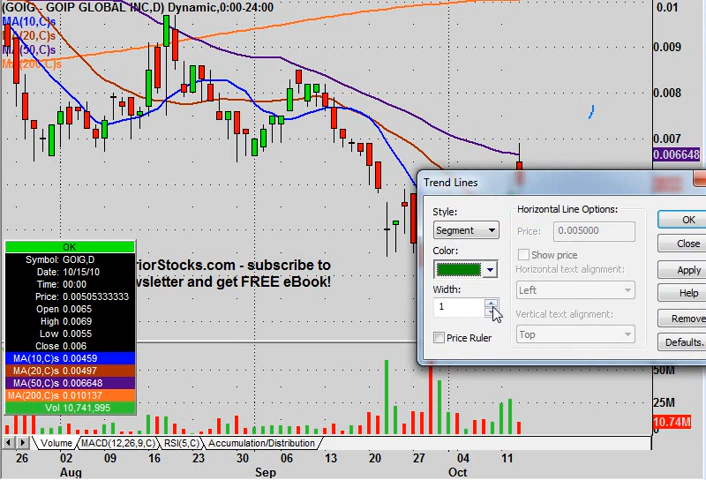 (GOIG - GOIP GLOBAL INC,D) Dynamic,0:00-24:00
MA(10,C)s
MA(20,C)s
MA(50,C)s
MA(200,C)s
0.01
0.009
0.008
0.007
0.006648
Trend Lines
Style:
Segment
Color:
Width:
1
Price Ruler
Horizontal Line Options:
Price:
0.005000
Show price
Horizontal text alignment:
Left
Vertical text alignment:
Top
OK
Close
Apply
Help
Remove
Defaults.
riorStocks.com - subscribe to
wsletter and get FREE eBook!
OK
Symbol: GOIG,D
Date: 10/15/10
Time: 00:00
Price: 0.00505333333
Open 0.0065
High 0.0069
Low 0.0055
Close 0.006
MA(10,C)s 0.00459
MA(20,C)s 0.00497
MA(50,C)s 0.006648
MA(200,C)s 0.010137
Vol 10,741,995
50M
25M
10.74M
Volume
MACD(12,26,9,C)
RSI(5,C)
Accumulation/Distribution
26 02 09 16 23 30 06 13 20 27 04 11
Aug Sep Oct